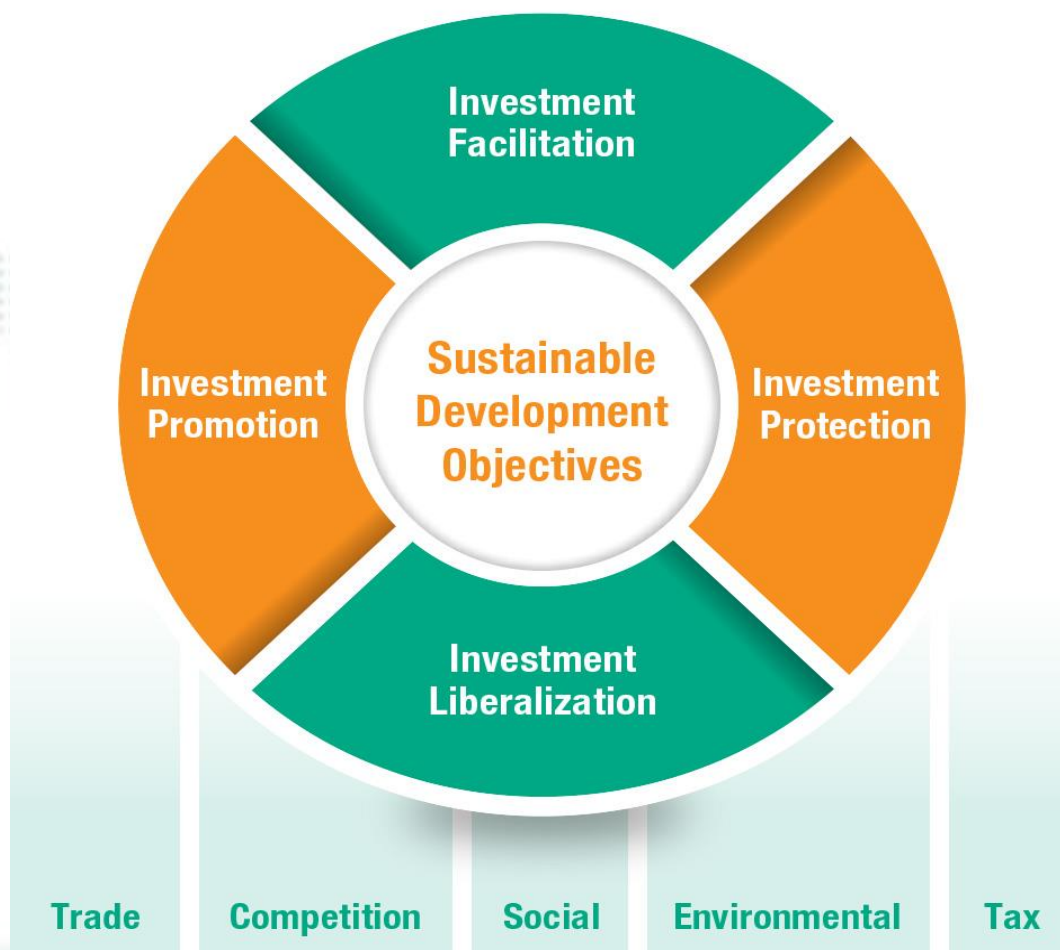 Investment
Facilitation
Investment
Promotion
Sustainable
Development
Objectives
Investment
Protection
Investment
Liberalization
Trade
Competition
Social
Environmental
Tax